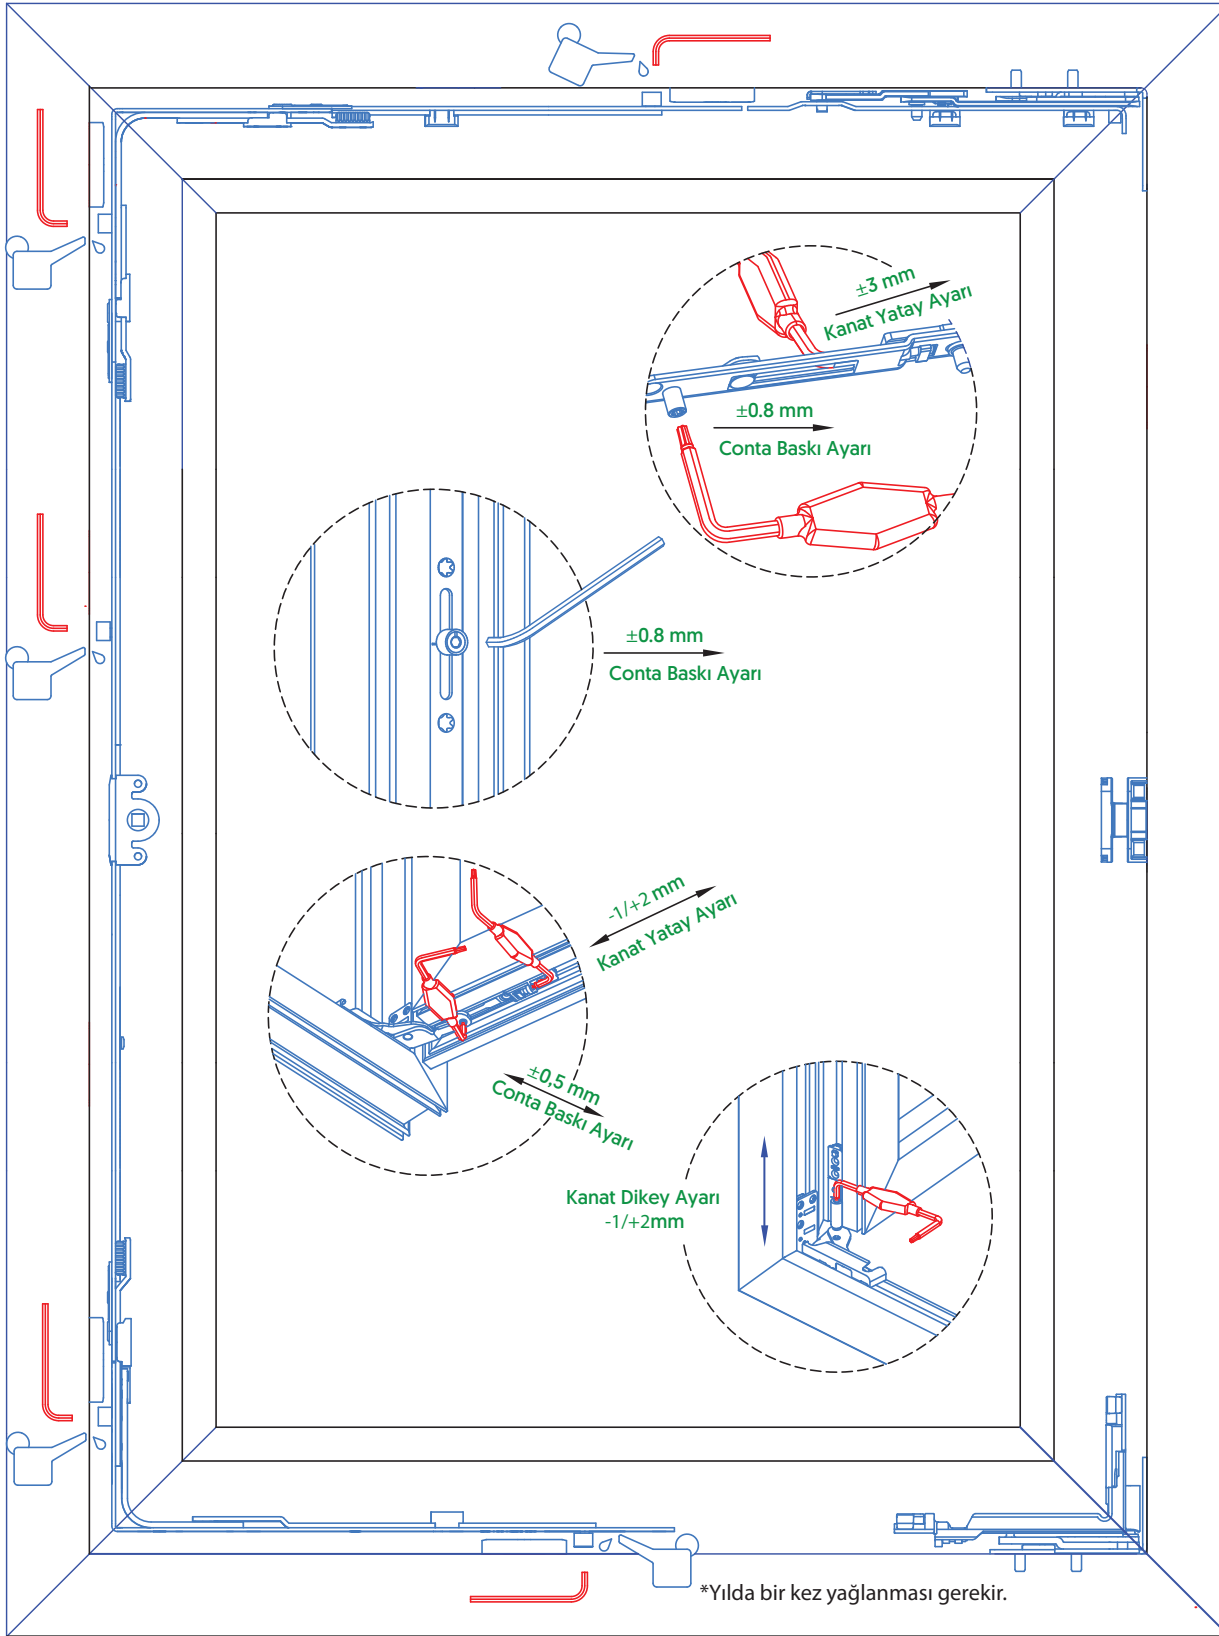 ±3 mm
Kanat Yatay Ayarı
±0.8 mm
Conta Baskı Ayarı
±0.8 mm
Conta Baskı Ayarı
-1/+2 mm
Kanat Yatay Ayarı
±0,5 mm
Conta Baskı Ayarı
Kanat Dikey Ayarı
-1/+2mm
*Yılda bir kez yağlanması gerekir.